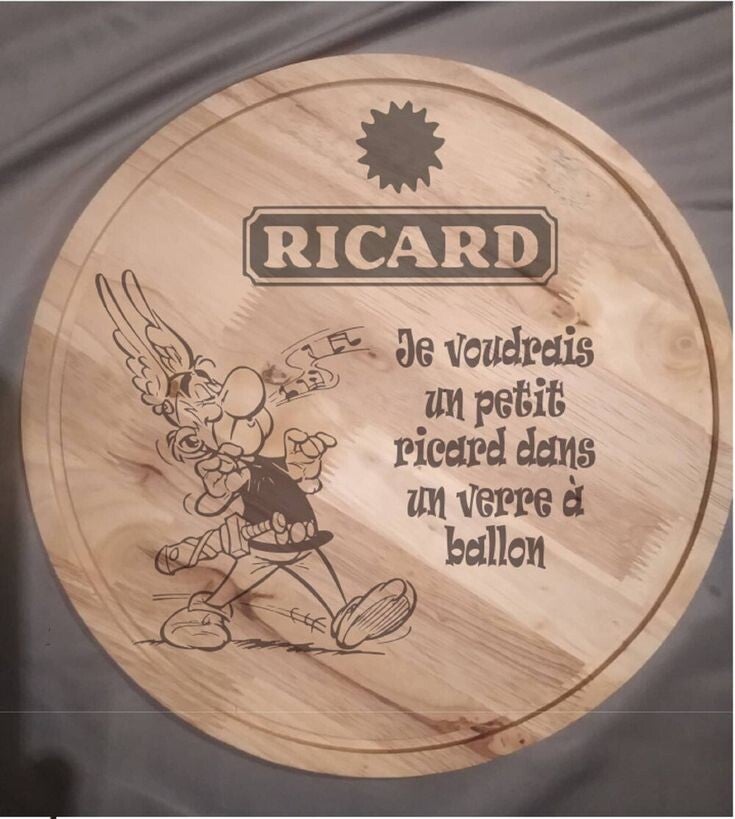 RICARD
Je voudrais
un petit
ricard dans
un verre à
ballon